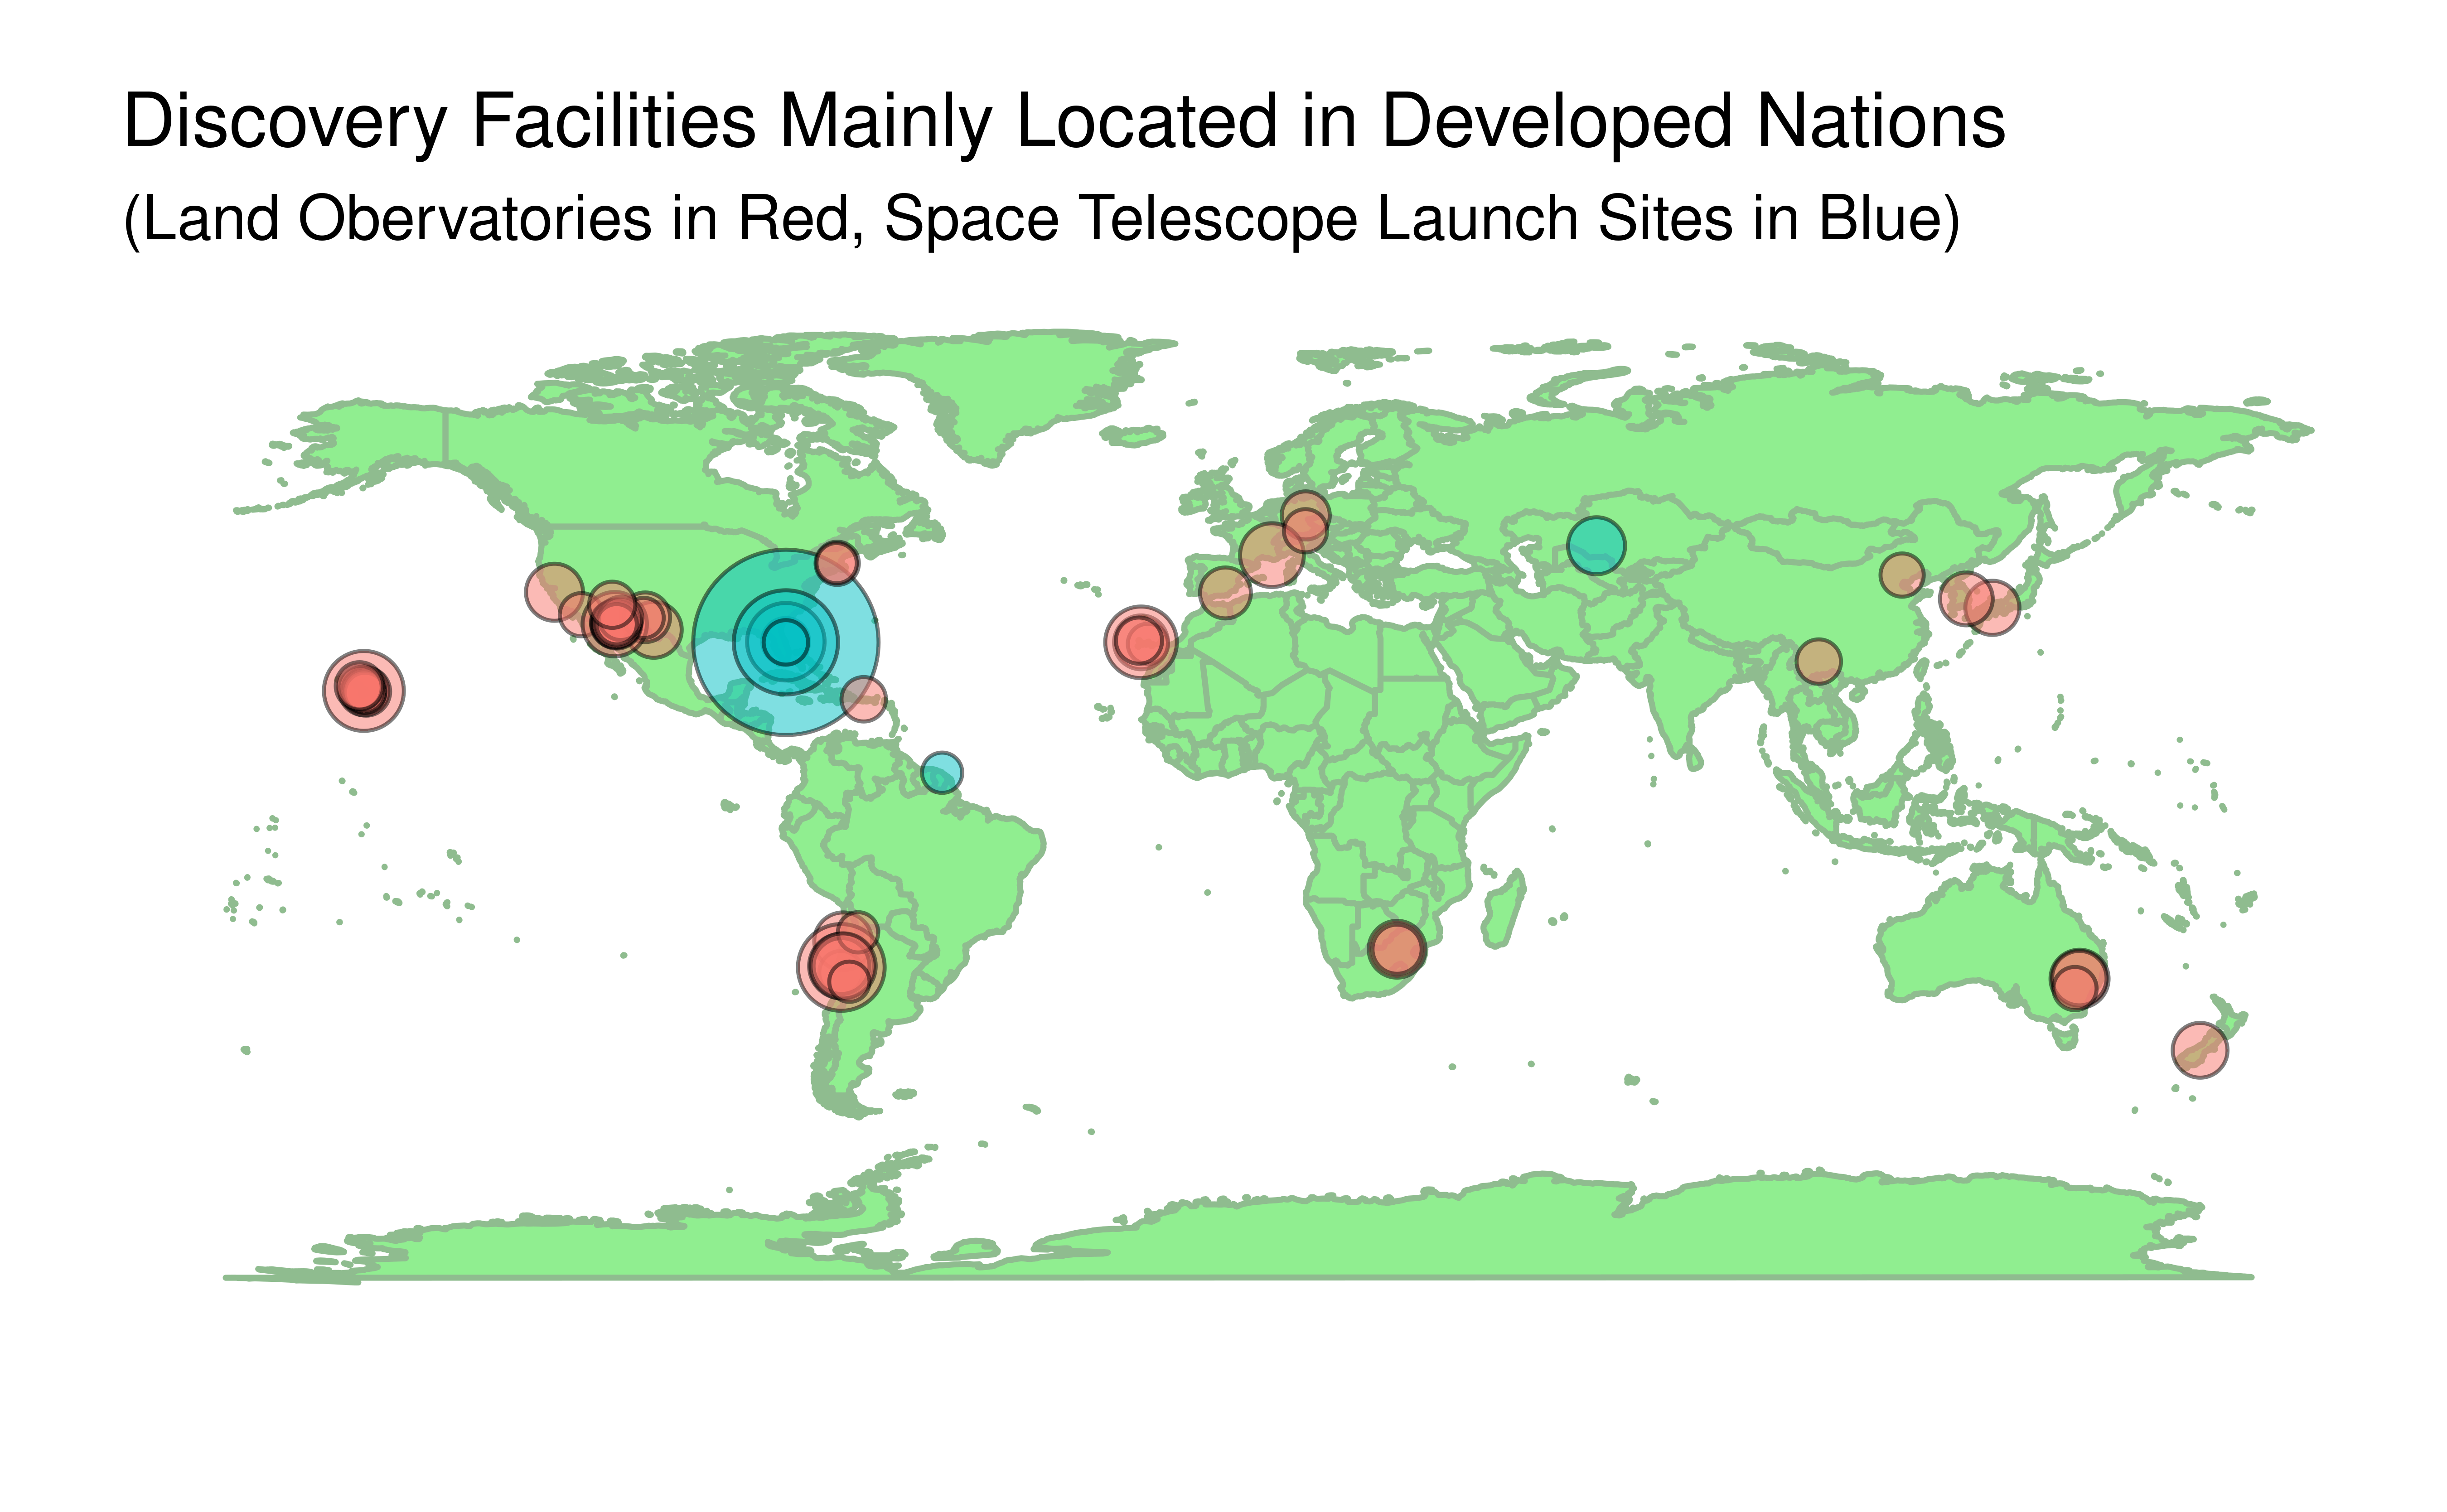 Discovery Facilities Mainly Located in Developed Nations
(Land Obervatories in Red, Space Telescope Launch Sites in Blue)